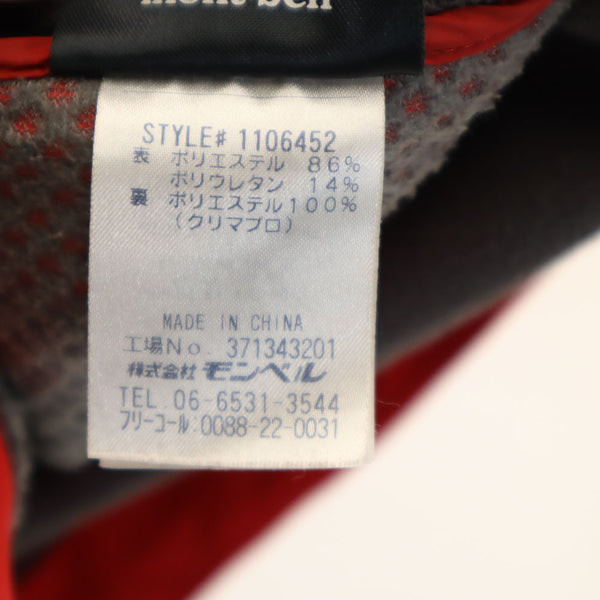 mont-bell
STYLE# 1106452
表 ポリエステル 86%
ポリウレタン 14%
裏 ポリエステル 100%
(クリマプロ)
MADE IN CHINA
工場No. 371343201
株式会社 モンベル
TEL 06-6531-3544
フリーコール:0088-22-0031